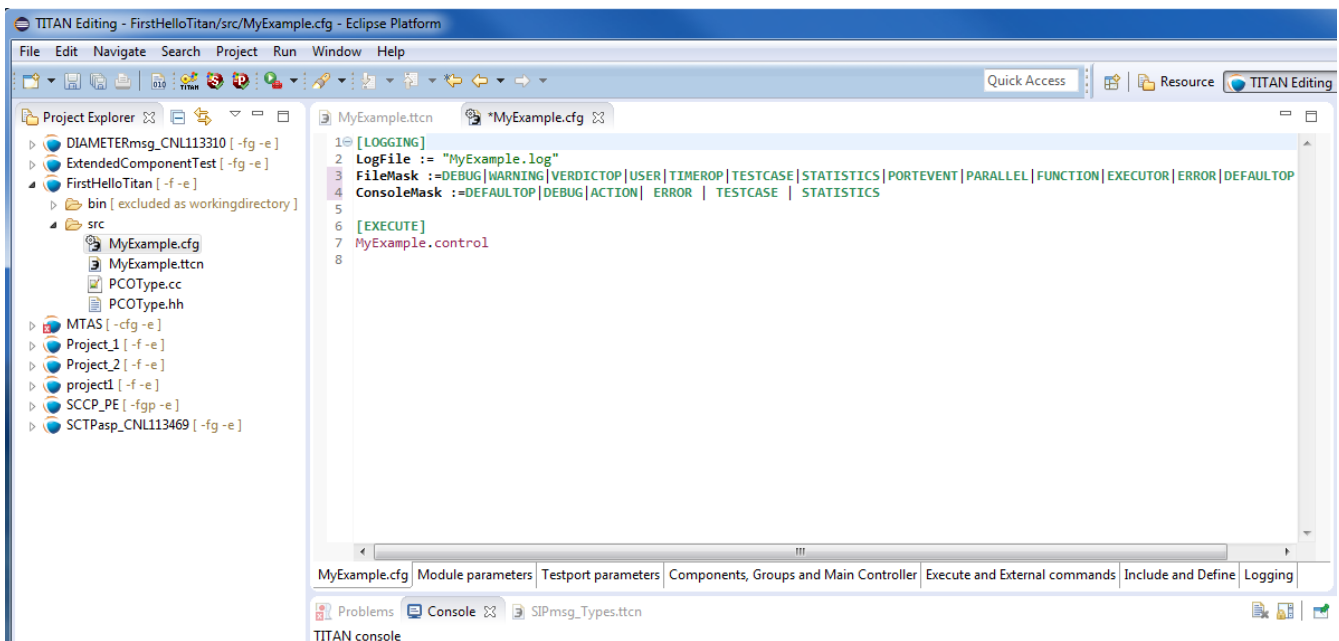 TITAN Editing - FirstHelloTitan/src/MyExample.cfg - Eclipse Platform
File Edit Navigate Search Project Run Window Help
010 TITAN Quick Access Resource TITAN Editing
Project Explorer
DIAMETERmsg_CNL113310 [ -fg -e ]
ExtendedComponentTest [ -fg -e ]
FirstHelloTitan [ -f -e ]
bin [ excluded as workingdirectory ]
src
MyExample.cfg
MyExample.ttcn
PCOType.cc
PCOType.hh
MTAS [ -cfg -e ]
Project_1 [ -f -e ]
Project_2 [ -f -e ]
project1 [ -f -e ]
SCCP_PE [ -fgp -e ]
SCTPasp_CNL113469 [ -fg -e ]
MyExample.ttcn *MyExample.cfg
1 [LOGGING]
2 LogFile := "MyExample.log"
3 FileMask :=DEBUG|WARNING|VERDICTOP|USER|TIMEROP|TESTCASE|STATISTICS|PORTEVENT|PARALLEL|FUNCTION|EXECUTOR|ERROR|DEFAULTOP
4 ConsoleMask :=DEFAULTOP|DEBUG|ACTION| ERROR | TESTCASE | STATISTICS
5
6 [EXECUTE]
7 MyExample.control
8
MyExample.cfg Module parameters Testport parameters Components, Groups and Main Controller Execute and External commands Include and Define Logging
Problems Console SIPmsg_Types.ttcn
TITAN console